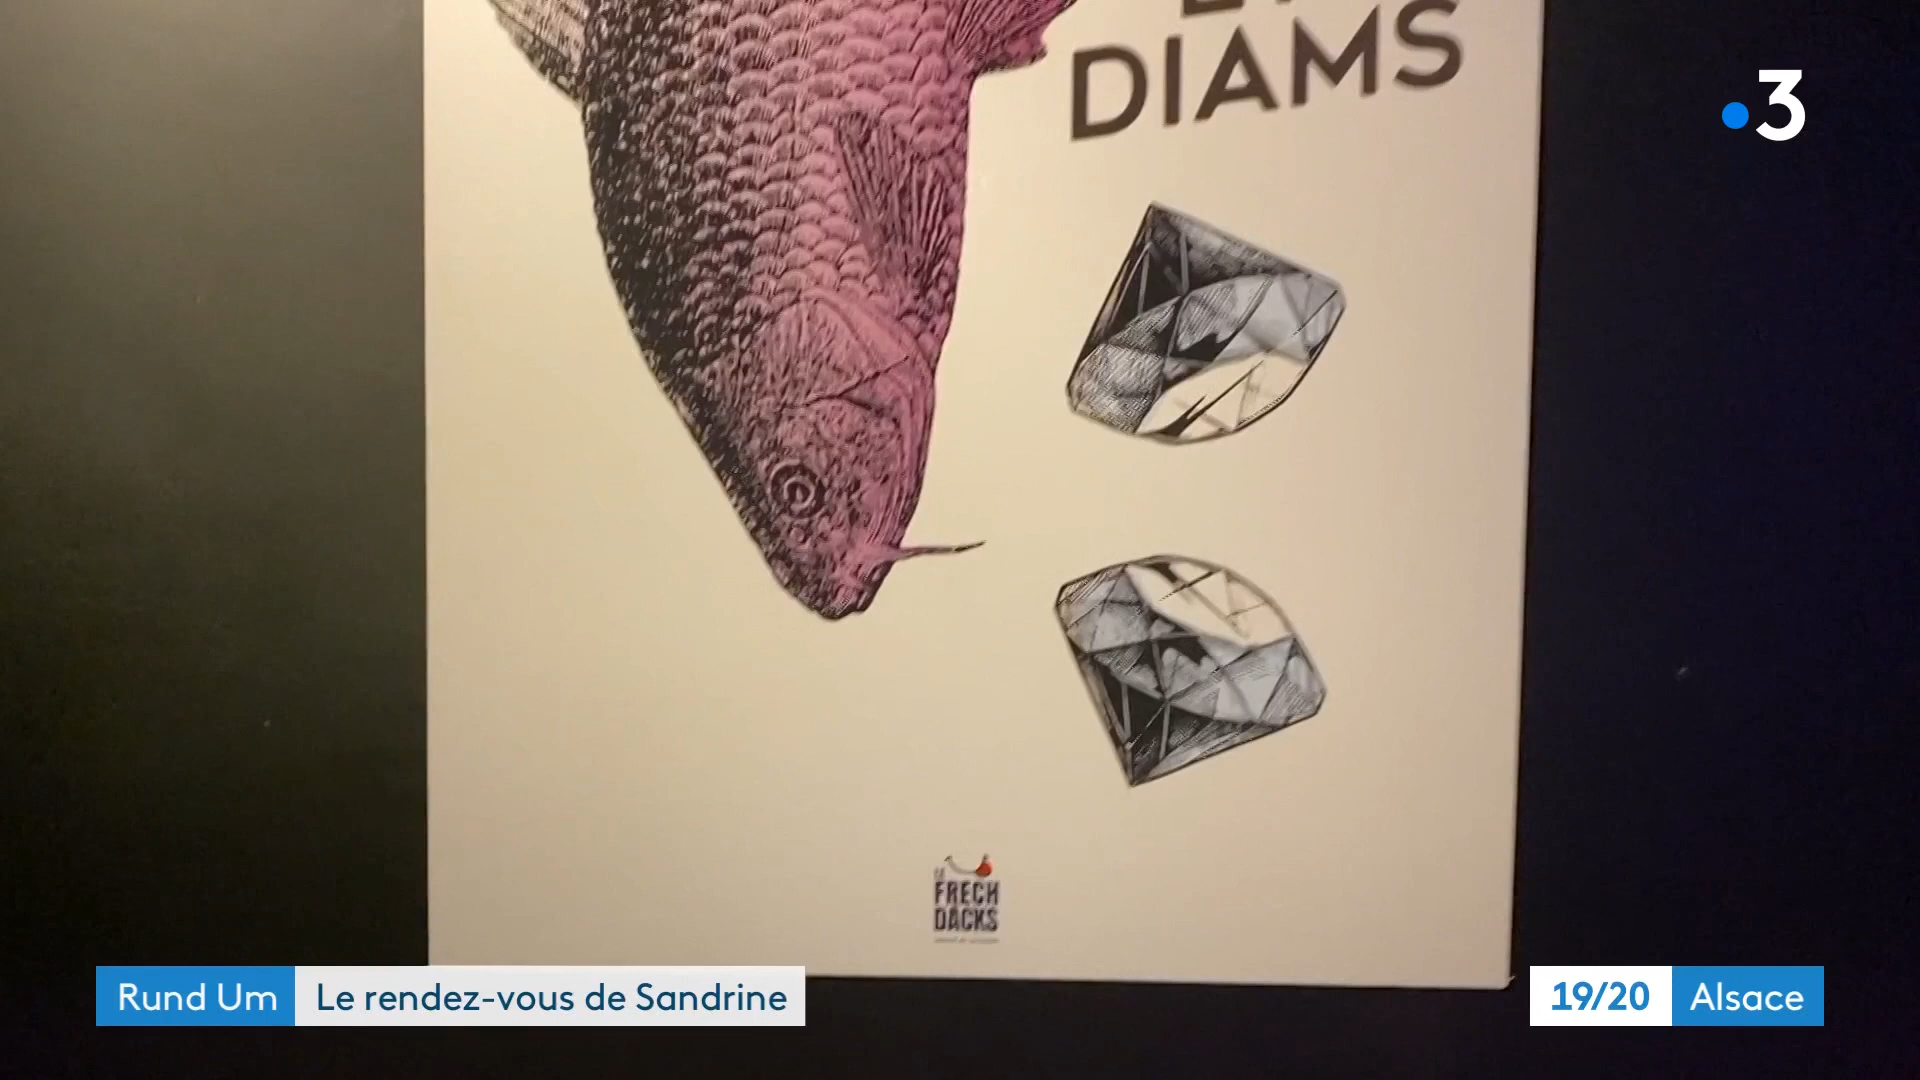 DIAMS
3
FRECH
DACKS
Rund Um
Le rendez-vous de Sandrine
19/20
Alsace